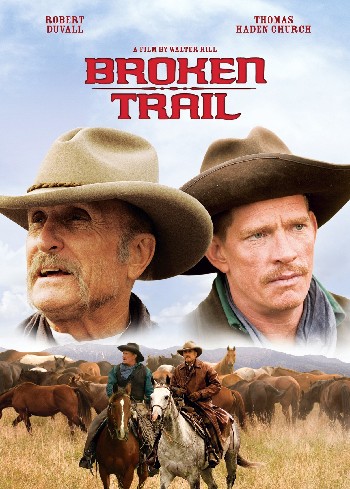 ROBERT
DUVALL
THOMAS
HADEN CHURCH
A FILM BY WALTER HILL
BROKEN
TRAIL